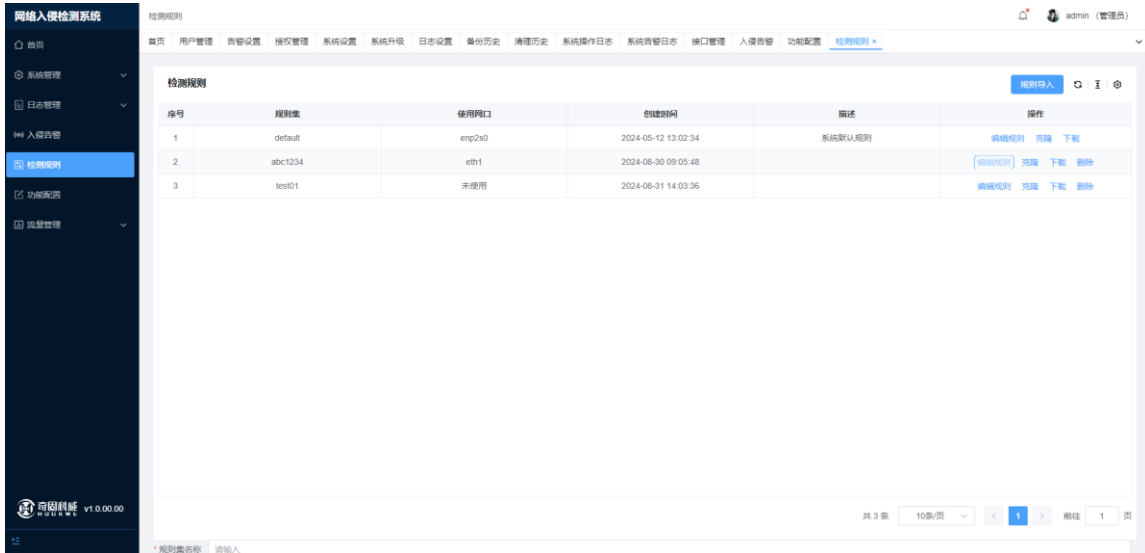 网络入侵检测系统
检测规则
admin（管理员）
首页 用户管理 告警设置 授权管理 系统设置 系统升级 日志设置 备份历史 清理历史 系统操作日志 系统告警日志 接口管理 入侵告警 功能配置 检测规则 ×
首页
系统管理
日志管理
入侵告警
检测规则
功能配置
流量管理
检测规则
规则导入
序号 规则集 使用网口 创建时间 描述 操作
1 default enp2s0 2024-05-12 13:02:34 系统默认规则 编辑规则 克隆 下载
2 abc1234 eth1 2024-08-30 09:05:48 编辑规则 克隆 下载 删除
3 test01 未使用 2024-08-31 14:03:36 编辑规则 克隆 下载 删除
共 3 条 10条/页 < 1 > 前往 1 页
v1.0.00.00
* 规则集名称 请输入